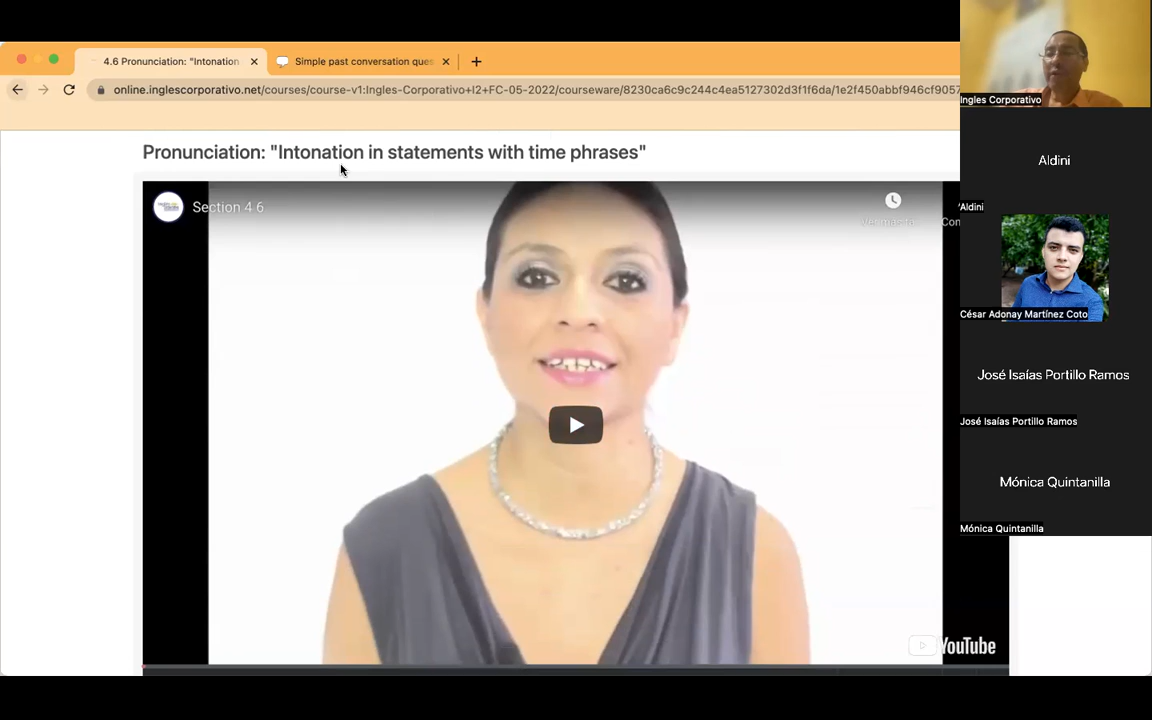 4.6 Pronunciation: "Intonation
Simple past conversation ques
online.inglescorporativo.net/courses/course-v1:Ingles-Corporativo+I2+FC-05-2022/courseware/8230ca6c9c244c4ea5127302d3f1f6da/1e2f450abbf946cf9057
Pronunciation: "Intonation in statements with time phrases"
Section 4 6
YouTube
Ingles Corporativo
Aldini
Aldini
César Adonay Martínez Coto
José Isaías Portillo Ramos
José Isaías Portillo Ramos
Mónica Quintanilla
Mónica Quintanilla